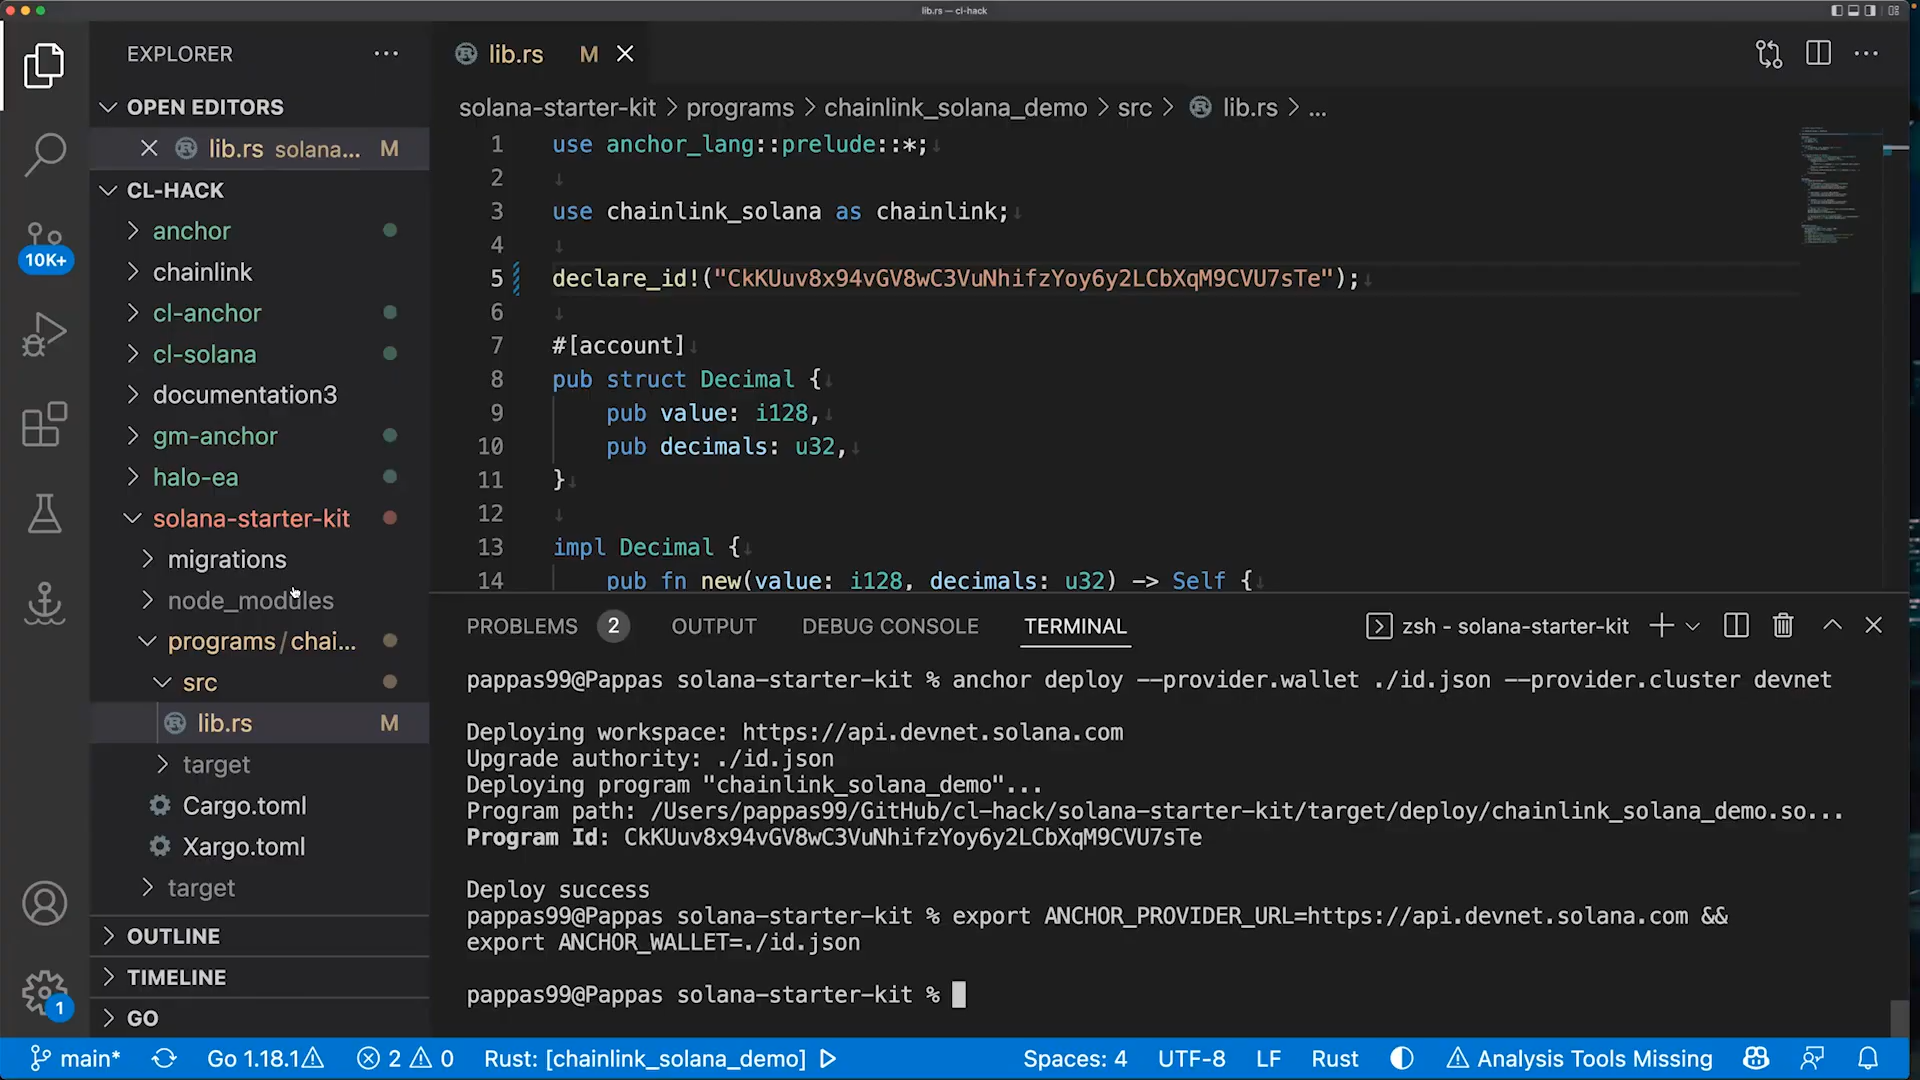 lib.rs — cl-hack
EXPLORER
OPEN EDITORS
lib.rs solana... M
CL-HACK
anchor
chainlink
cl-anchor
cl-solana
documentation3
gm-anchor
halo-ea
solana-starter-kit
migrations
node_modules
programs/chai...
src
lib.rs M
target
Cargo.toml
Xargo.toml
target
OUTLINE
TIMELINE
GO
10K+
1
lib.rs M
solana-starter-kit > programs > chainlink_solana_demo > src > lib.rs > ...
1 use anchor_lang::prelude::*;
2
3 use chainlink_solana as chainlink;
4
5 declare_id!("CkKUuv8x94vGV8wC3VuNhifzYoy6y2LCbXqM9CVU7sTe");
6
7 #[account]
8 pub struct Decimal {
9 pub value: i128,
10 pub decimals: u32,
11 }
12
13 impl Decimal {
14 pub fn new(value: i128, decimals: u32) -> Self {
PROBLEMS 2 OUTPUT DEBUG CONSOLE TERMINAL zsh - solana-starter-kit
pappas99@Pappas solana-starter-kit % anchor deploy --provider.wallet ./id.json --provider.cluster devnet
Deploying workspace: https://api.devnet.solana.com
Upgrade authority: ./id.json
Deploying program "chainlink_solana_demo"...
Program path: /Users/pappas99/GitHub/cl-hack/solana-starter-kit/target/deploy/chainlink_solana_demo.so...
Program Id: CkKUuv8x94vGV8wC3VuNhifzYoy6y2LCbXqM9CVU7sTe
Deploy success
pappas99@Pappas solana-starter-kit % export ANCHOR_PROVIDER_URL=https://api.devnet.solana.com &&
export ANCHOR_WALLET=./id.json
pappas99@Pappas solana-starter-kit %
main* Go 1.18.1 2 0 Rust: [chainlink_solana_demo] Spaces: 4 UTF-8 LF Rust Analysis Tools Missing